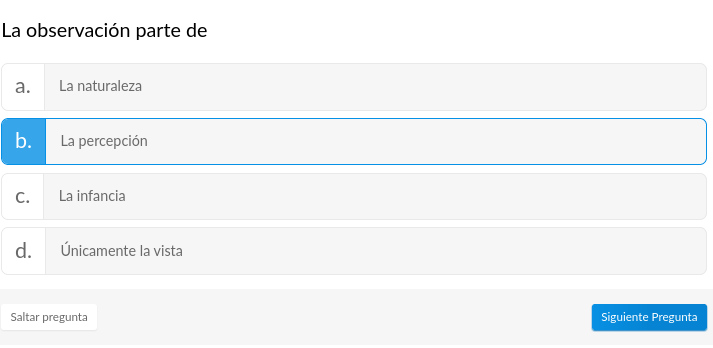 La observación parte de
a. La naturaleza
b. La percepción
c. La infancia
d. Únicamente la vista
Saltar pregunta Siguiente Pregunta